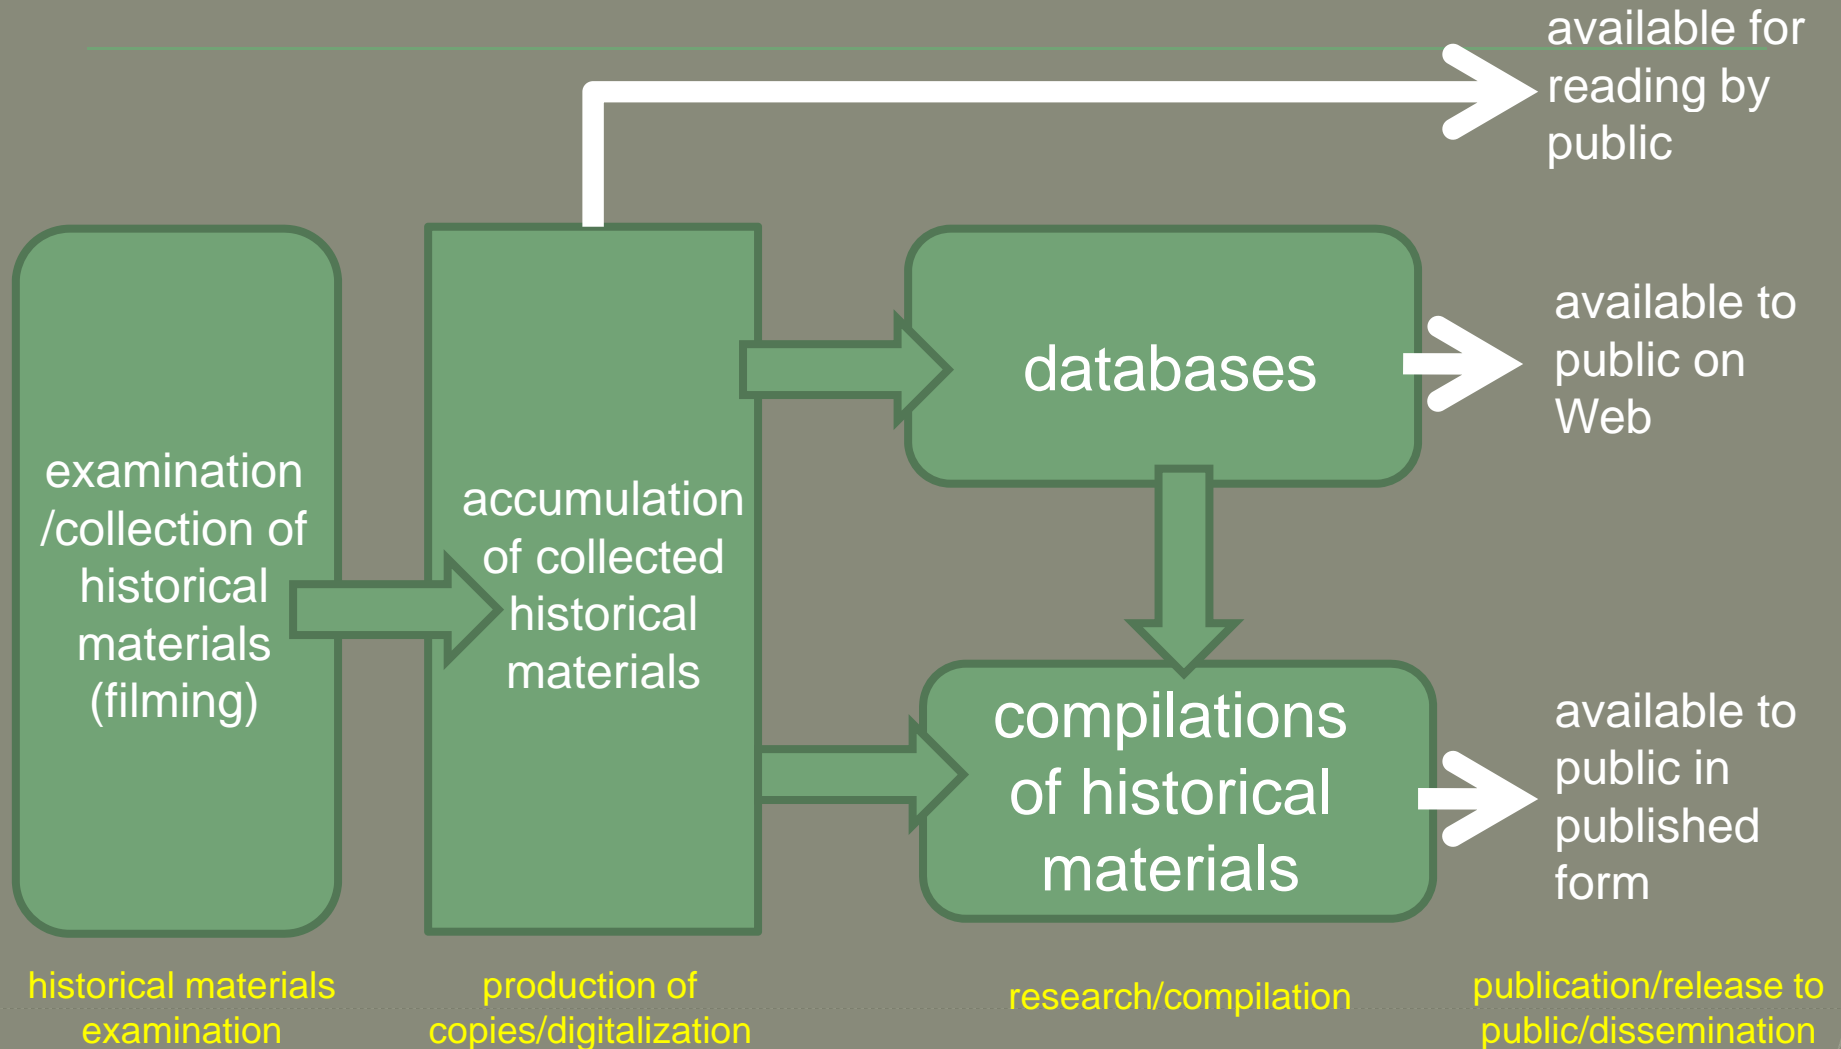 available for
reading by
public
examination
/collection of
historical
materials
(filming)
accumulation
of collected
historical
materials
databases
available to
public on
Web
compilations
of historical
materials
available to
public in
published
form
historical materials
examination
production of
copies/digitalization
research/compilation
publication/release to
public/dissemination